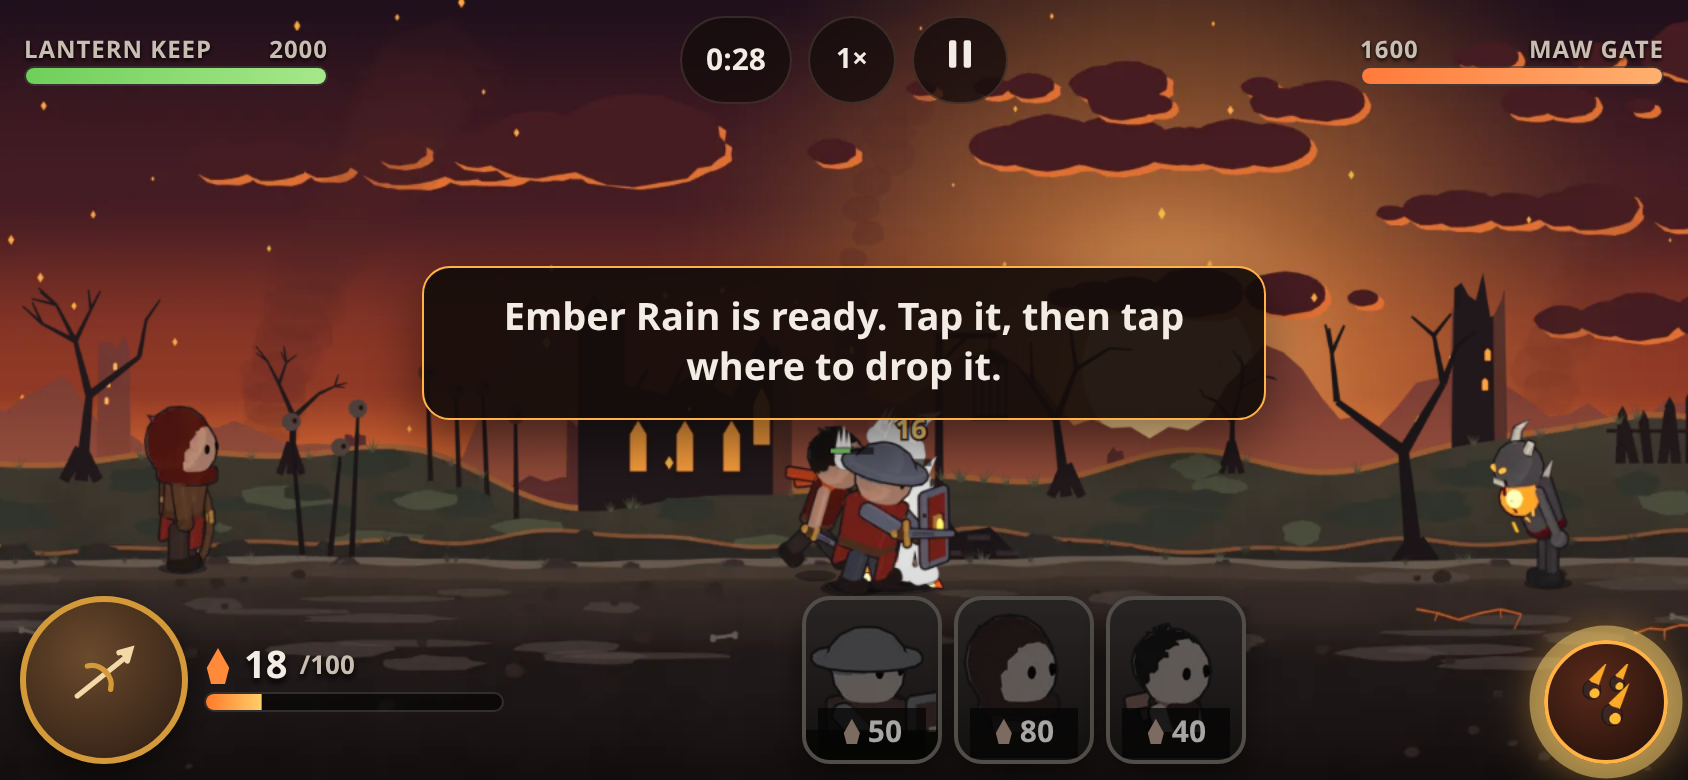 LANTERN KEEP 2000
0:28
1×
1600 MAW GATE
Ember Rain is ready. Tap it, then tap
where to drop it.
16
18 /100
50
80
40